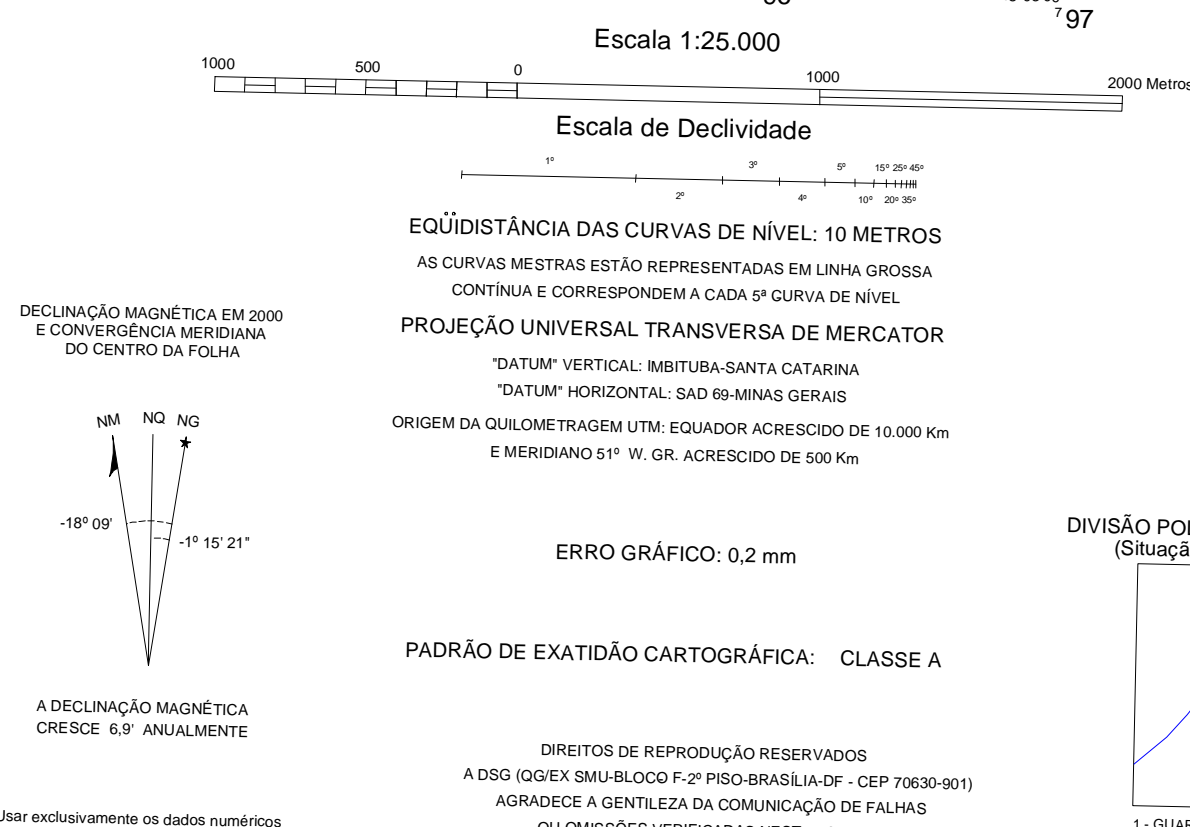 7 97
Escala 1:25.000
1000 500 0 1000 2000 Metros
Escala de Declividade
1º 3º 5º 15º 25º 45º
2º 4º 10º 20º 35º
EQÜIDISTÂNCIA DAS CURVAS DE NÍVEL: 10 METROS
AS CURVAS MESTRAS ESTÃO REPRESENTADAS EM LINHA GROSSA
CONTÍNUA E CORRESPONDEM A CADA 5ª CURVA DE NÍVEL
DECLINAÇÃO MAGNÉTICA EM 2000
E CONVERGÊNCIA MERIDIANA
DO CENTRO DA FOLHA
PROJEÇÃO UNIVERSAL TRANSVERSA DE MERCATOR
"DATUM" VERTICAL: IMBITUBA-SANTA CATARINA
"DATUM" HORIZONTAL: SAD 69-MINAS GERAIS
ORIGEM DA QUILOMETRAGEM UTM: EQUADOR ACRESCIDO DE 10.000 Km
E MERIDIANO 51º W. GR. ACRESCIDO DE 500 Km
NM NQ NG
-18º 09'
-1º 15' 21"
A DECLINAÇÃO MAGNÉTICA
CRESCE 6,9' ANUALMENTE
ERRO GRÁFICO: 0,2 mm
PADRÃO DE EXATIDÃO CARTOGRÁFICA: CLASSE A
DIVISÃO
DIREITOS DE REPRODUÇÃO RESERVADOS
A DSG (QG/EX SMU-BLOCO F-2º PISO-BRASÍLIA-DF - CEP 70630-901)
AGRADECE A GENTILEZA DA COMUNICAÇÃO DE FALHAS
OU OMISSÕES VERIFICADAS
Usar exclusivamente os dados numéricos
1 - GUAR